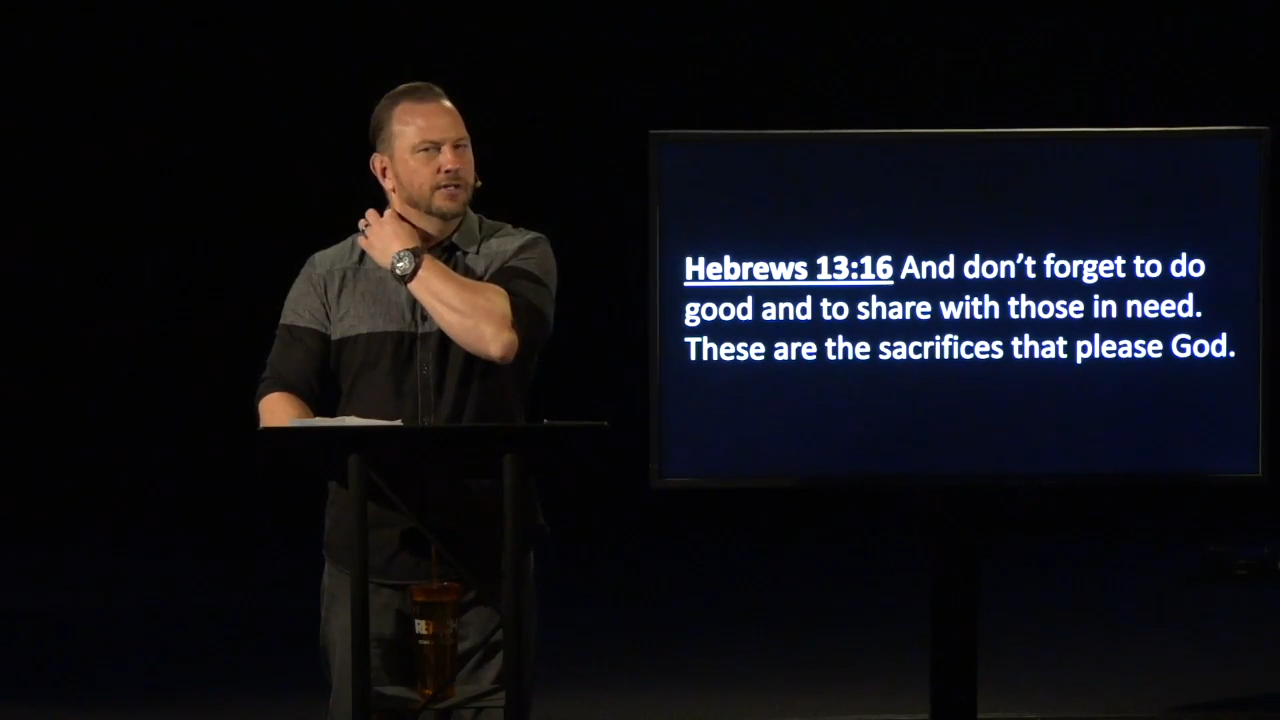 Hebrews 13:16 And don't forget to do
good and to share with those in need.
These are the sacrifices that please God.